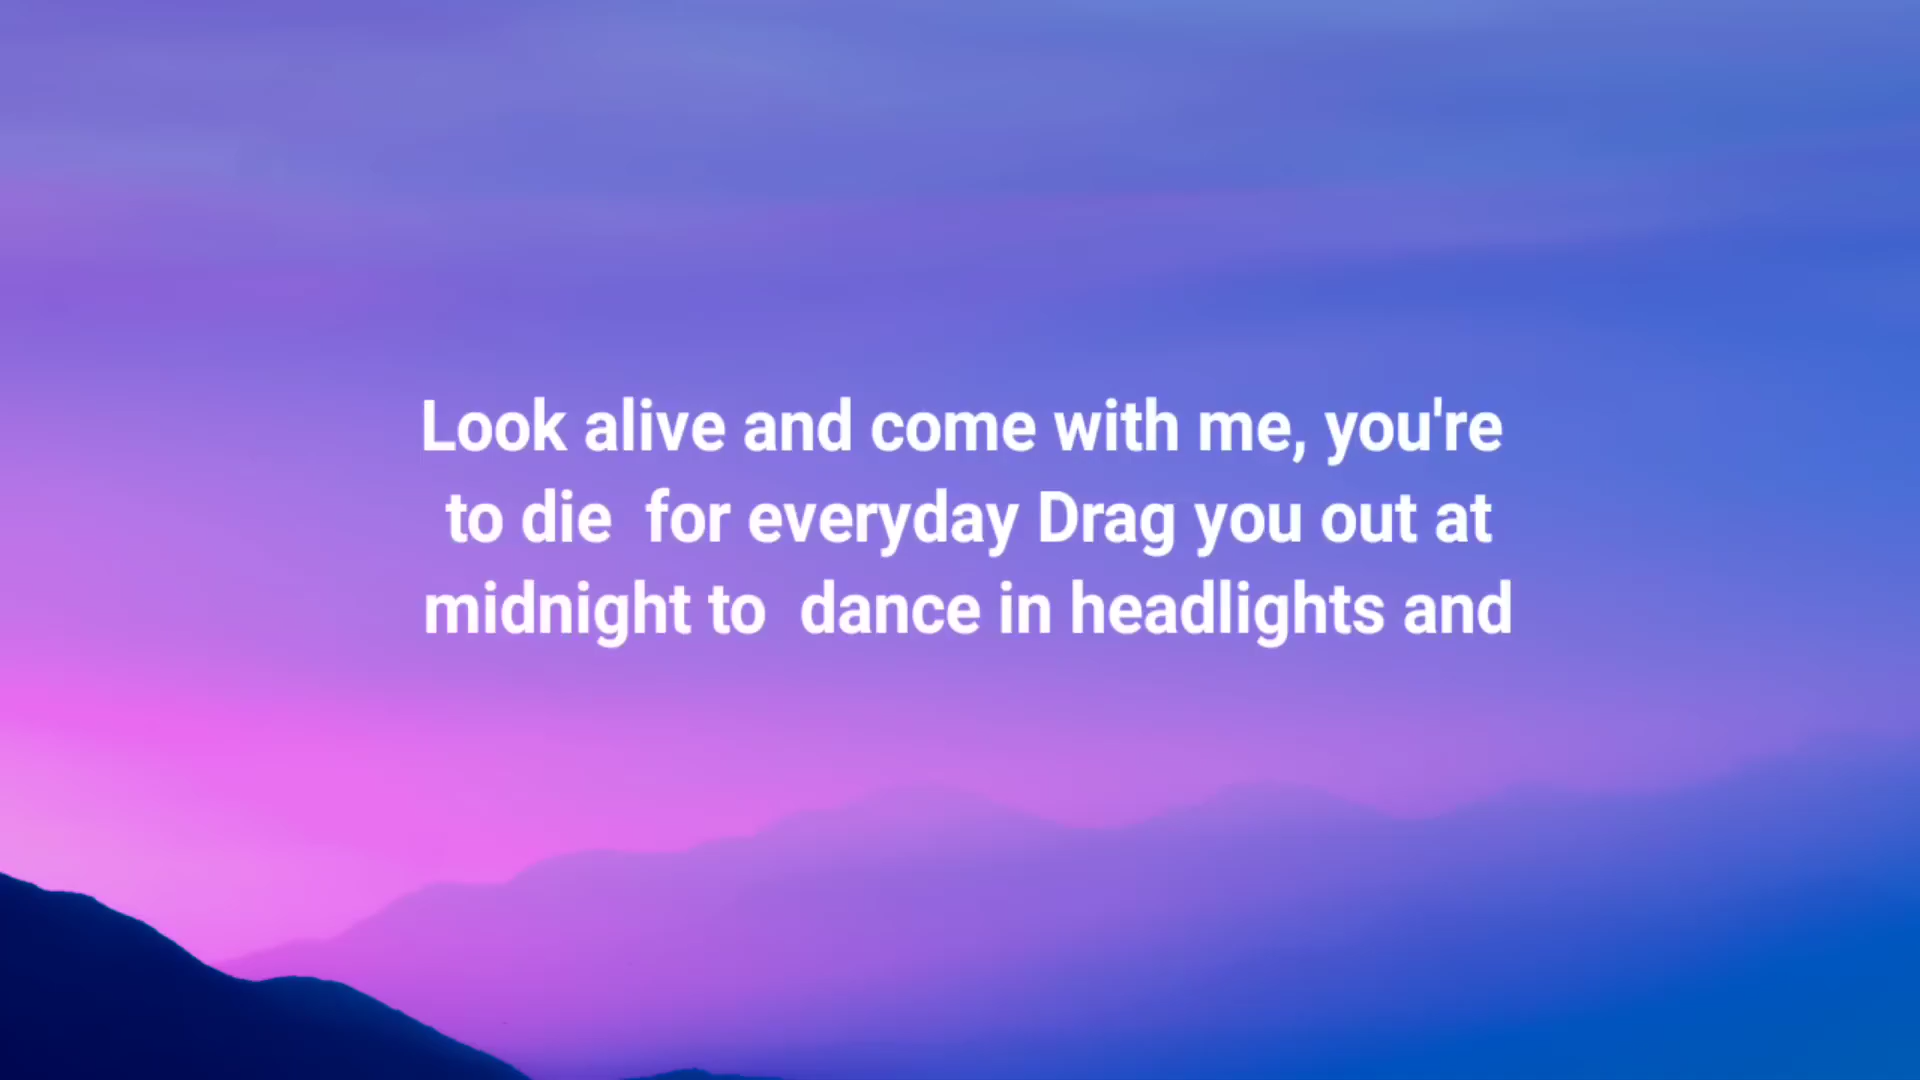 Look alive and come with me, you're
to die  for everyday Drag you out at
midnight to  dance in headlights and